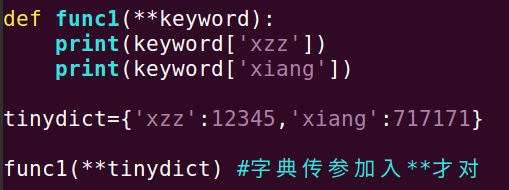 def func1(**keyword):
    print(keyword['xzz'])
    print(keyword['xiang'])
tinydict={'xzz':12345,'xiang':717171}
func1(**tinydict) #字典传参加入**才对